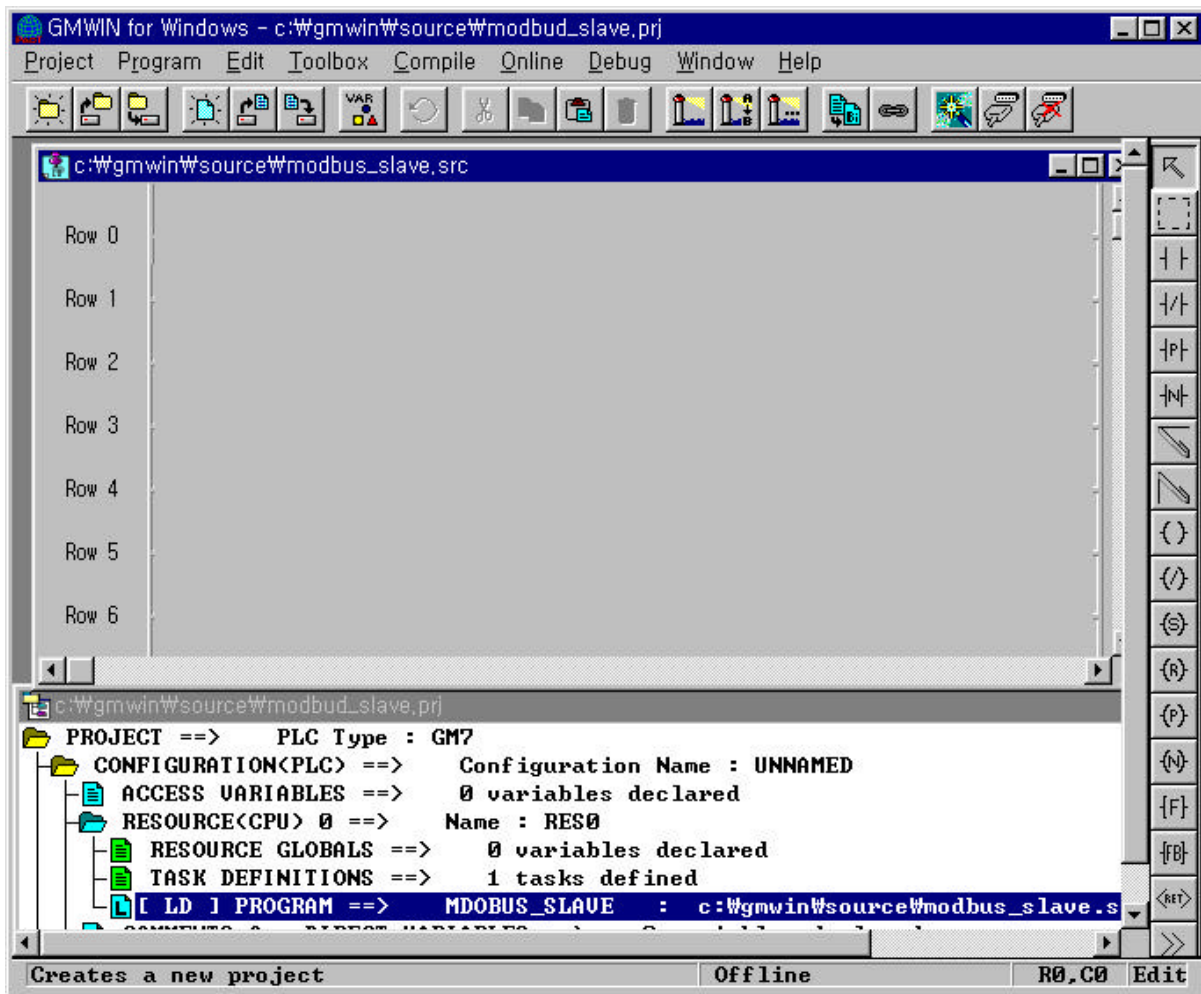 GMWIN for Windows - c:₩gmwin₩source₩modbud_slave,prj
Project Program Edit Toolbox Compile Online Debug Window Help
VAR
c:₩gmwin₩source₩modbus_slave,src
Row 0
Row 1
Row 2
Row 3
Row 4
Row 5
Row 6
P
N
(S)
(R)
(P)
(N)
[F]
FB
<RET>
c:₩gmwin₩source₩modbud_slave,prj
PROJECT ==> PLC Type : GM7
CONFIGURATION(PLC) ==> Configuration Name : UNNAMED
ACCESS VARIABLES ==> 0 variables declared
RESOURCE(CPU) 0 ==> Name : RES0
RESOURCE GLOBALS ==> 0 variables declared
TASK DEFINITIONS ==> 1 tasks defined
[ LD ] PROGRAM ==> MDOBUS_SLAVE : c:₩gmwin₩source₩modbus_slave.s
Creates a new project Offline R0,C0 Edit